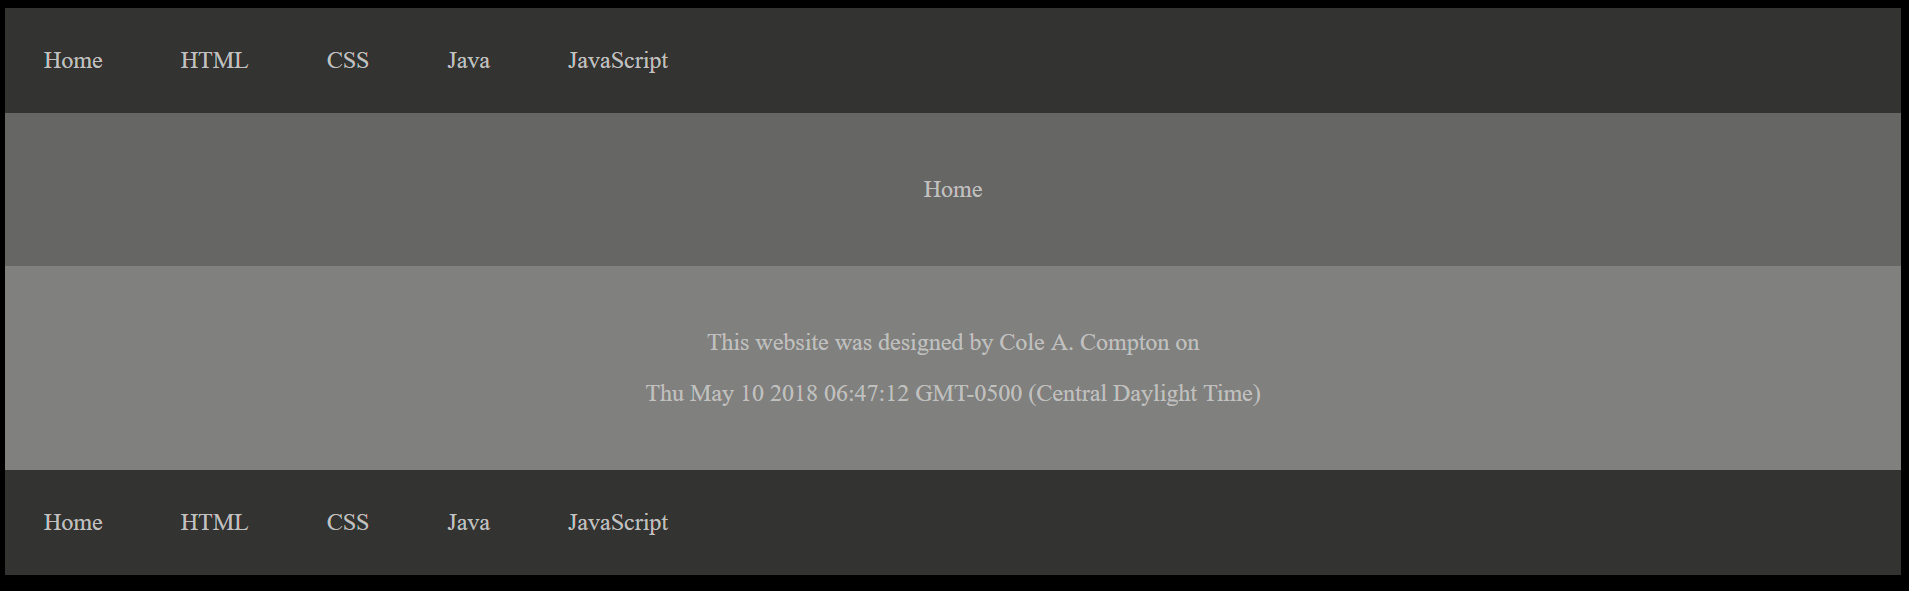 Home HTML CSS Java JavaScript
Home
This website was designed by Cole A. Compton on
Thu May 10 2018 06:47:12 GMT-0500 (Central Daylight Time)
Home HTML CSS Java JavaScript